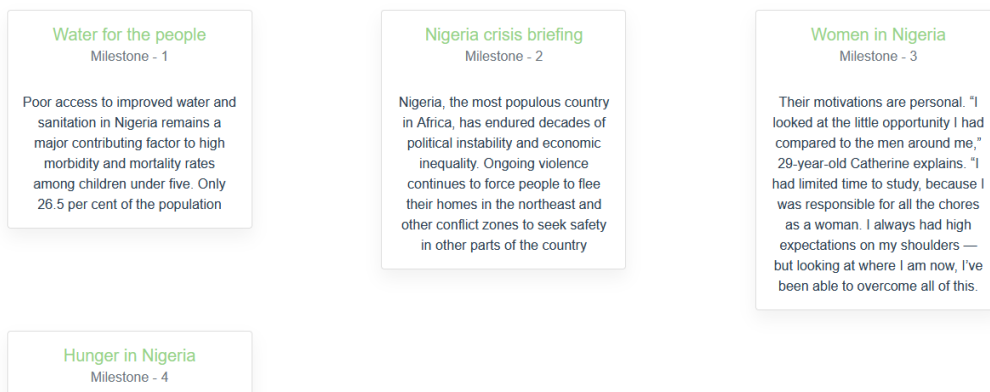 Water for the people
Milestone - 1
Poor access to improved water and
sanitation in Nigeria remains a
major contributing factor to high
morbidity and mortality rates
among children under five. Only
26.5 per cent of the population
Nigeria crisis briefing
Milestone - 2
Nigeria, the most populous country
in Africa, has endured decades of
political instability and economic
inequality. Ongoing violence
continues to force people to flee
their homes in the northeast and
other conflict zones to seek safety
in other parts of the country
Women in Nigeria
Milestone - 3
Their motivations are personal. “I
looked at the little opportunity I had
compared to the men around me,”
29-year-old Catherine explains. “I
had limited time to study, because I
was responsible for all the chores
as a woman. I always had high
expectations on my shoulders —
but looking at where I am now, I’ve
been able to overcome all of this.
Hunger in Nigeria
Milestone - 4